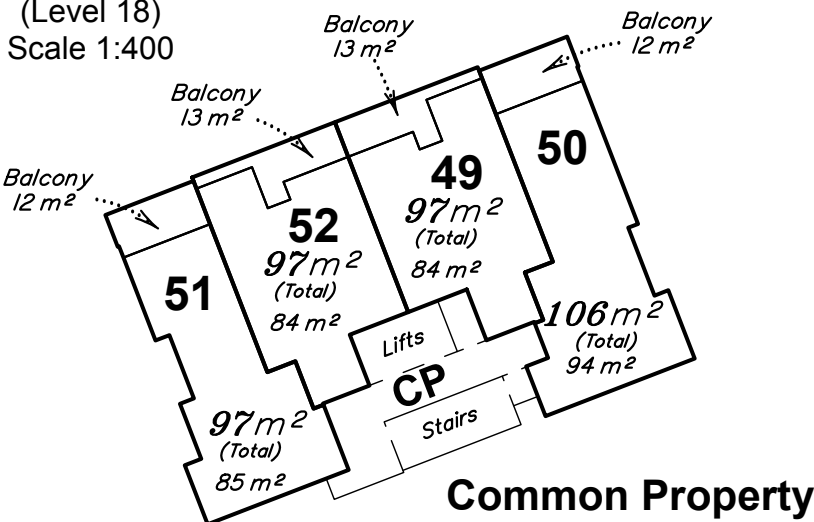 (Level 18)
Scale 1:400
Balcony
13 m²
Balcony
12 m²
Balcony
13 m²
Balcony
12 m²
50
49
97m²
(Total)
84 m²
52
97m²
(Total)
84 m²
51
106m²
(Total)
94 m²
Lifts
CP
Stairs
97m²
(Total)
85 m²
Common Property